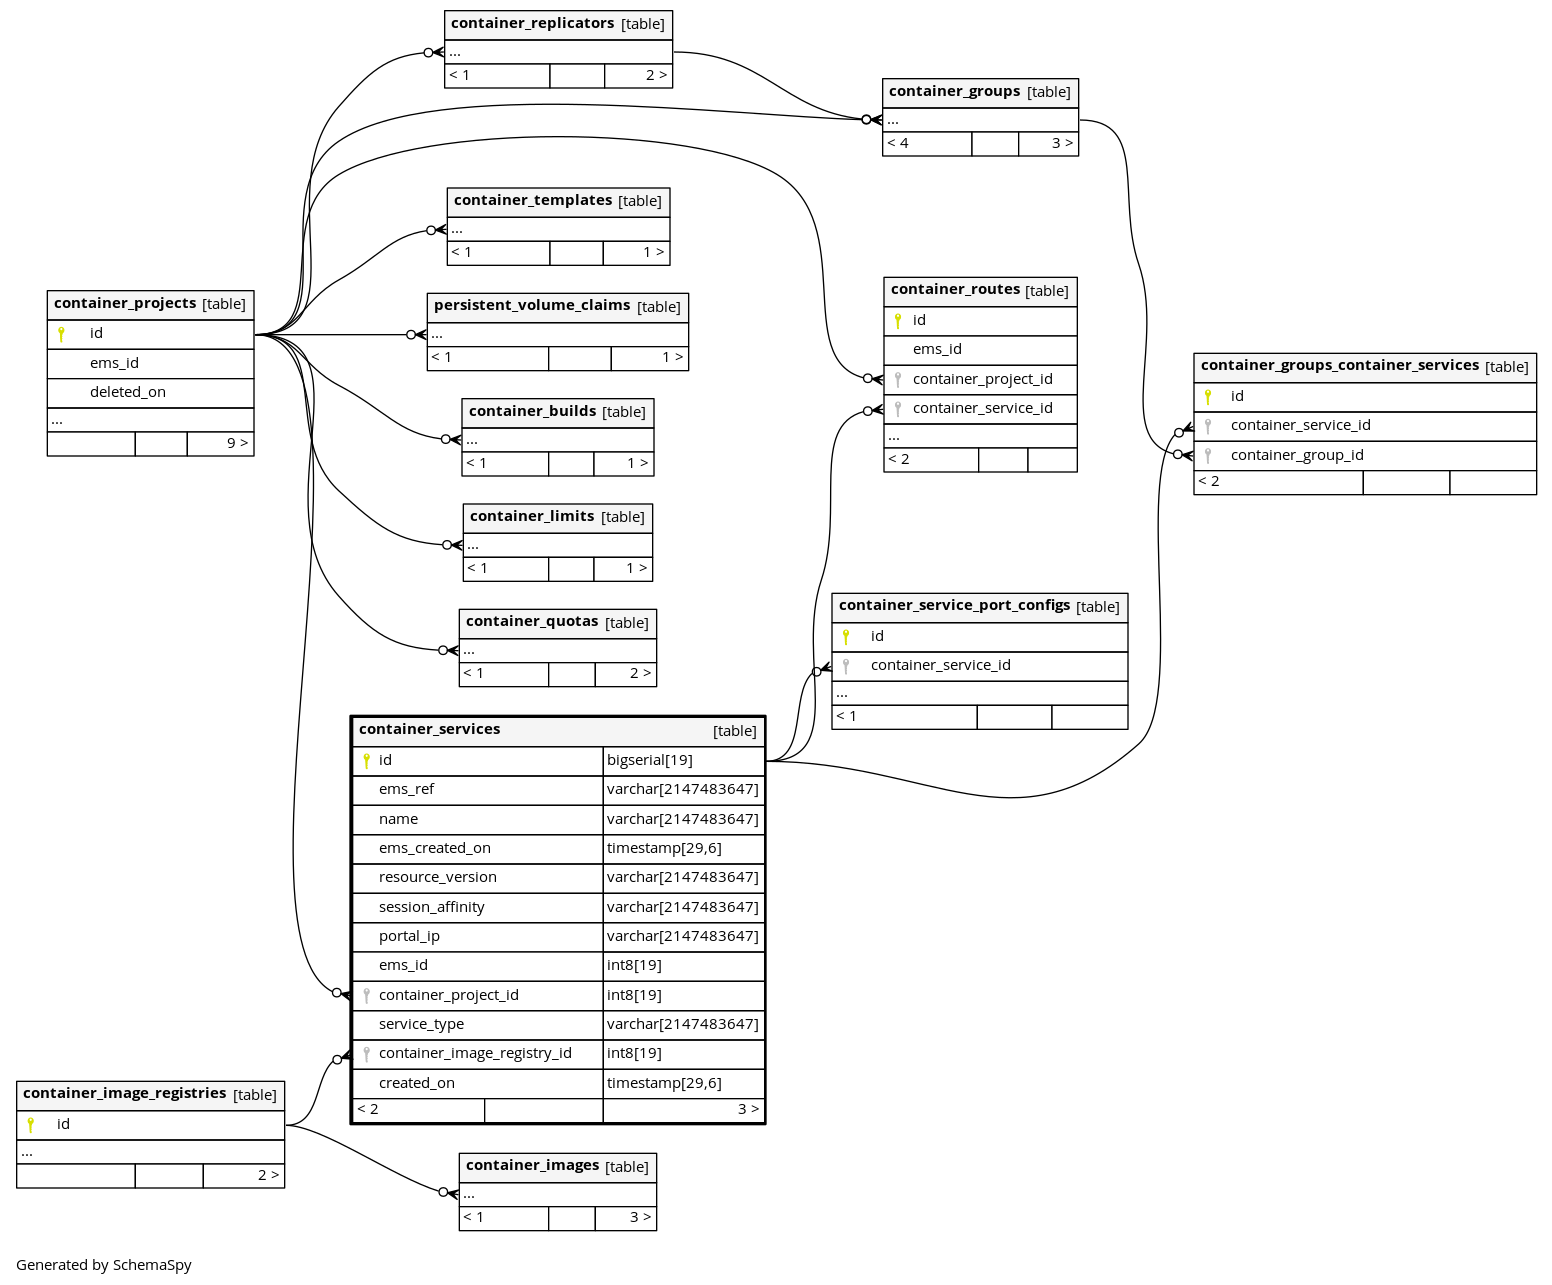 container_replicators [table]
...
< 1 2 >
container_groups [table]
...
< 4 3 >
container_templates [table]
...
< 1 1 >
container_projects [table]
id
ems_id
deleted_on
...
9 >
persistent_volume_claims [table]
...
< 1 1 >
container_routes [table]
id
ems_id
container_project_id
container_service_id
...
< 2
container_groups_container_services [table]
id
container_service_id
container_group_id
< 2
container_builds [table]
...
< 1 1 >
container_limits [table]
...
< 1 1 >
container_quotas [table]
...
< 1 2 >
container_service_port_configs [table]
id
container_service_id
...
< 1
container_services [table]
id bigserial[19]
ems_ref varchar[2147483647]
name varchar[2147483647]
ems_created_on timestamp[29,6]
resource_version varchar[2147483647]
session_affinity varchar[2147483647]
portal_ip varchar[2147483647]
ems_id int8[19]
container_project_id int8[19]
service_type varchar[2147483647]
container_image_registry_id int8[19]
created_on timestamp[29,6]
< 2 3 >
container_image_registries [table]
id
...
2 >
container_images [table]
...
< 1 3 >
Generated by SchemaSpy